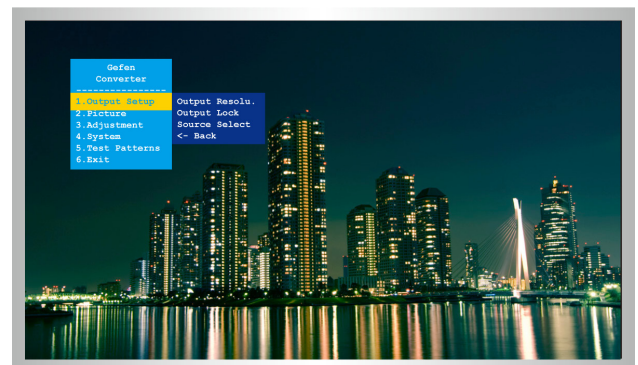 Gefen
Converter
----------------
1.Output Setup
2.Picture
3.Adjustment
4.System
5.Test Patterns
6.Exit
Output Resolu.
Output Lock
Source Select
<- Back